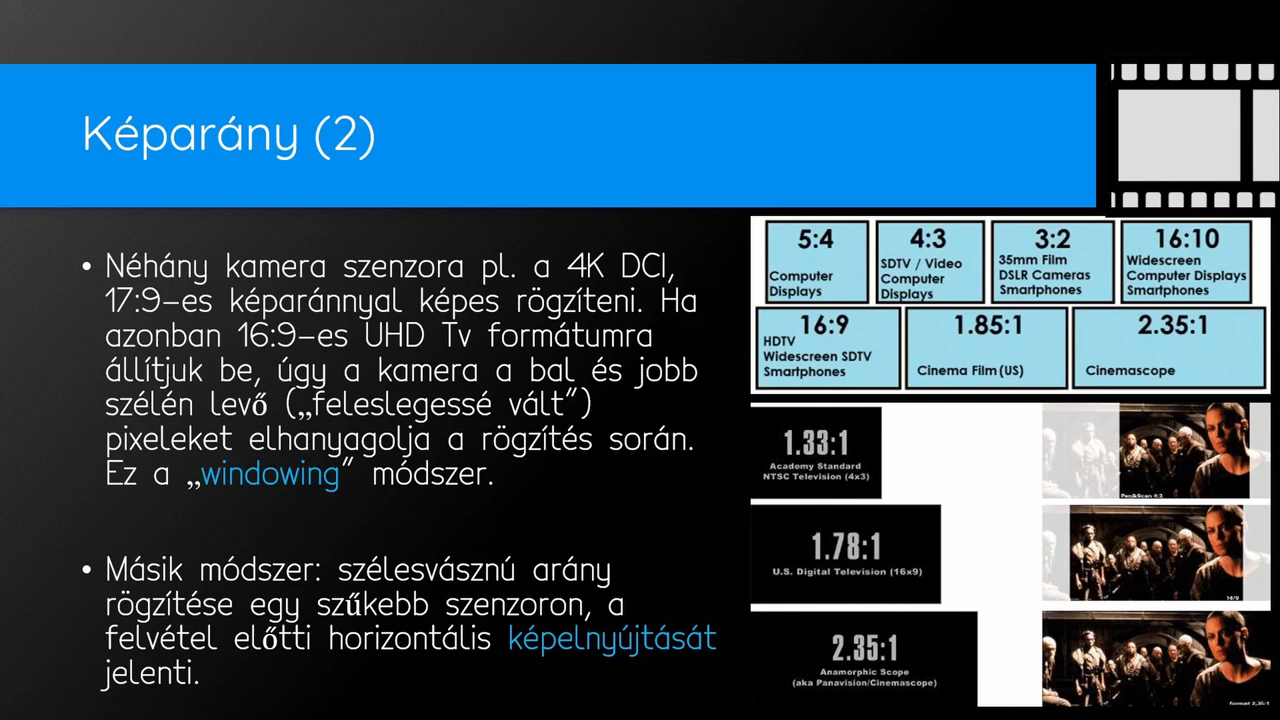 Képarány (2)
• Néhány kamera szenzora pl. a 4K DCI,
17:9-es képaránnyal képes rögzíteni. Ha
azonban 16:9-es UHD Tv formátumra
állítjuk be, úgy a kamera a bal és jobb
szélén levő („feleslegessé vált”)
pixeleket elhanyagolja a rögzítés során.
Ez a „windowing” módszer.
• Másik módszer: szélesvásznú arány
rögzítése egy szűkebb szenzoron, a
felvétel előtti horizontális képelnyújtását
jelenti.
5:4
Computer
Displays
4:3
SDTV / Video
Computer
Displays
3:2
35mm Film
DSLR Cameras
Smartphones
16:10
Widescreen
Computer Displays
Smartphones
16:9
HDTV
Widescreen SDTV
Smartphones
1.85:1
Cinema Film (US)
2.35:1
Cinemascope
1.33:1
Academy Standard
NTSC Television (4x3)
Pan&Scan 4:3
1.78:1
U.S. Digital Television (16x9)
16/9
2.35:1
Anamorphic Scope
(aka Panavision/Cinemascope)
Format 2,35:1